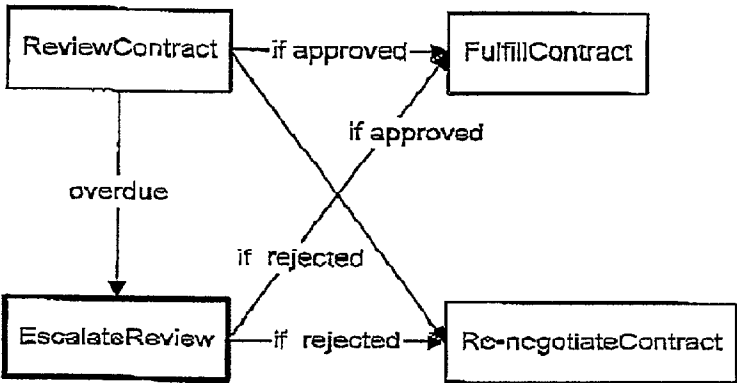 ReviewContract
if approved
FulfillContract
if approved
overdue
if rejected
EscalateReview
if rejected
Re-negotiateContract